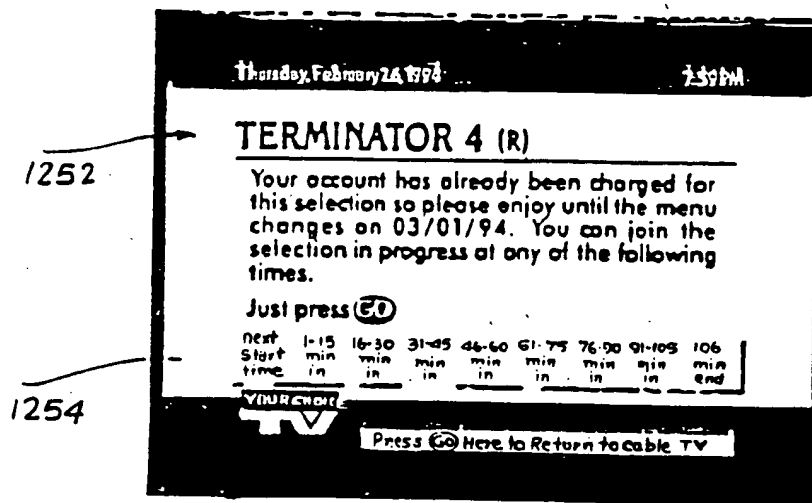 Thursday, February 24, 1994 7:59PM
TERMINATOR 4 (R)
1252
Your account has already been charged for
this selection so please enjoy until the menu
changes on 03/01/94. You can join the
selection in progress at any of the following
times.
Just press GO
next 1-15 16-30 31-45 46-60 61-75 76-90 91-105 106
start min min min min min min min min
time in in in in in in in end
1254
YOUR CHOICE
TV
Press GO Here to Return to cable TV